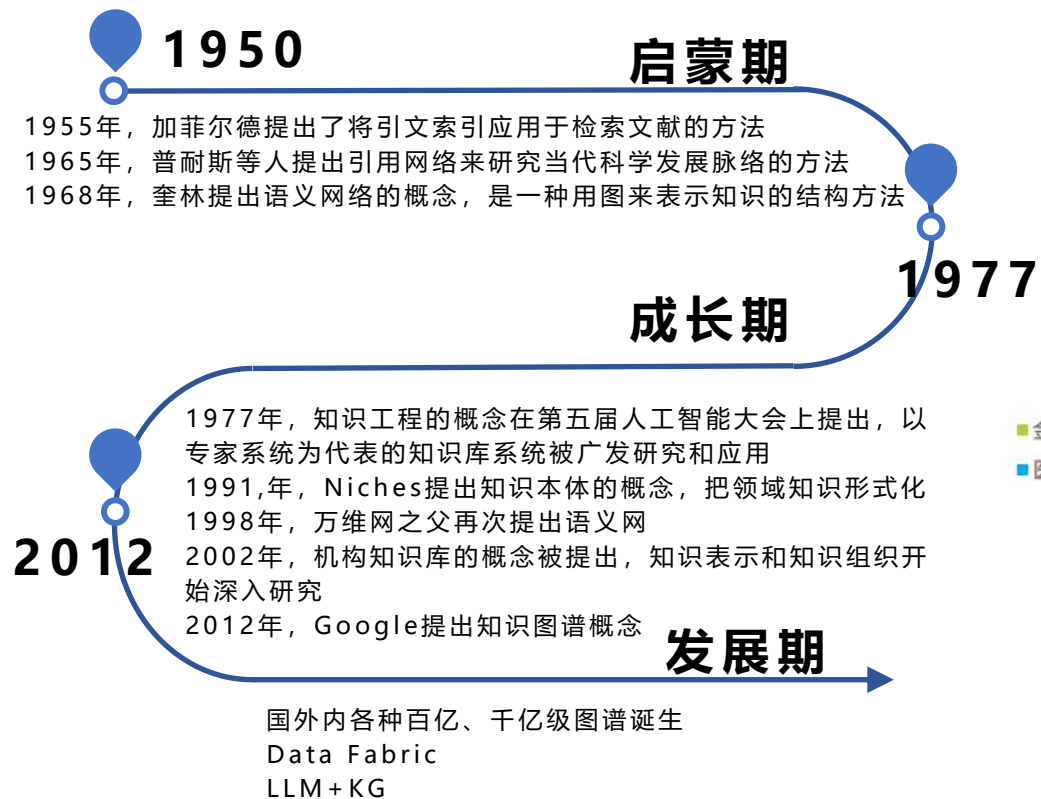 1950
启蒙期
1955年，加菲尔德提出了将引文索引应用于检索文献的方法
1965年，普耐斯等人提出引用网络来研究当代科学发展脉络的方法
1968年，奎林提出语义网络的概念，是一种用图来表示知识的结构方法
1977
成长期
1977年，知识工程的概念在第五届人工智能大会上提出，以
专家系统为代表的知识库系统被广发研究和应用
1991,年，Niches提出知识本体的概念，把领域知识形式化
1998年，万维网之父再次提出语义网
2012
2002年，机构知识库的概念被提出，知识表示和知识组织开
始深入研究
2012年，Google提出知识图谱概念
发展期
国外内各种百亿、千亿级图谱诞生
Data Fabric
LLM+KG